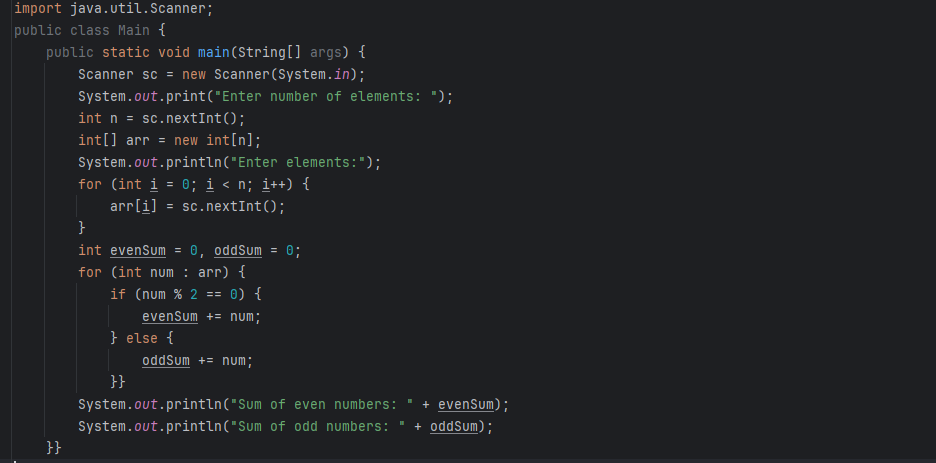 import java.util.Scanner;
public class Main {
    public static void main(String[] args) {
        Scanner sc = new Scanner(System.in);
        System.out.print("Enter number of elements: ");
        int n = sc.nextInt();
        int[] arr = new int[n];
        System.out.println("Enter elements:");
        for (int i = 0; i < n; i++) {
            arr[i] = sc.nextInt();
        }
        int evenSum = 0, oddSum = 0;
        for (int num : arr) {
            if (num % 2 == 0) {
                evenSum += num;
            } else {
                oddSum += num;
            }}
        System.out.println("Sum of even numbers: " + evenSum);
        System.out.println("Sum of odd numbers: " + oddSum);
    }}